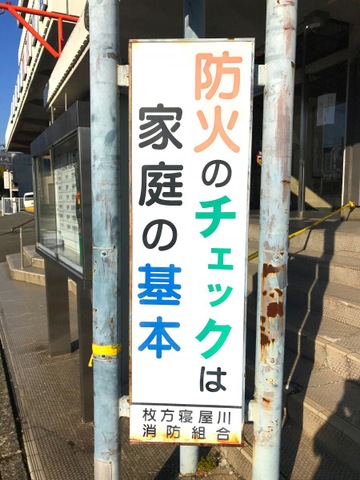 防火のチェックは
家庭の基本
枚方寝屋川
消防組合